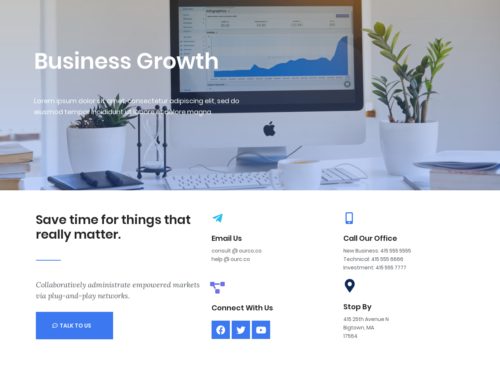 Business Growth
Lorem ipsum dolor sit amet consectetur adipiscing elit, sed do
eiusmod tempor incididunt ut labore et dolore magna
Save time for things that
really matter.
Collaboratively administrate empowered markets
via plug-and-play networks.
TALK TO US
Email Us
consult @ ourco.co
help @ ourc.co
Connect With Us
Call Our Office
New Business: 415 555 5555
Technical: 415 555 6666
Investment: 415 555 7777
Stop By
415 25th Avenue N
Bigtown, MA
17564